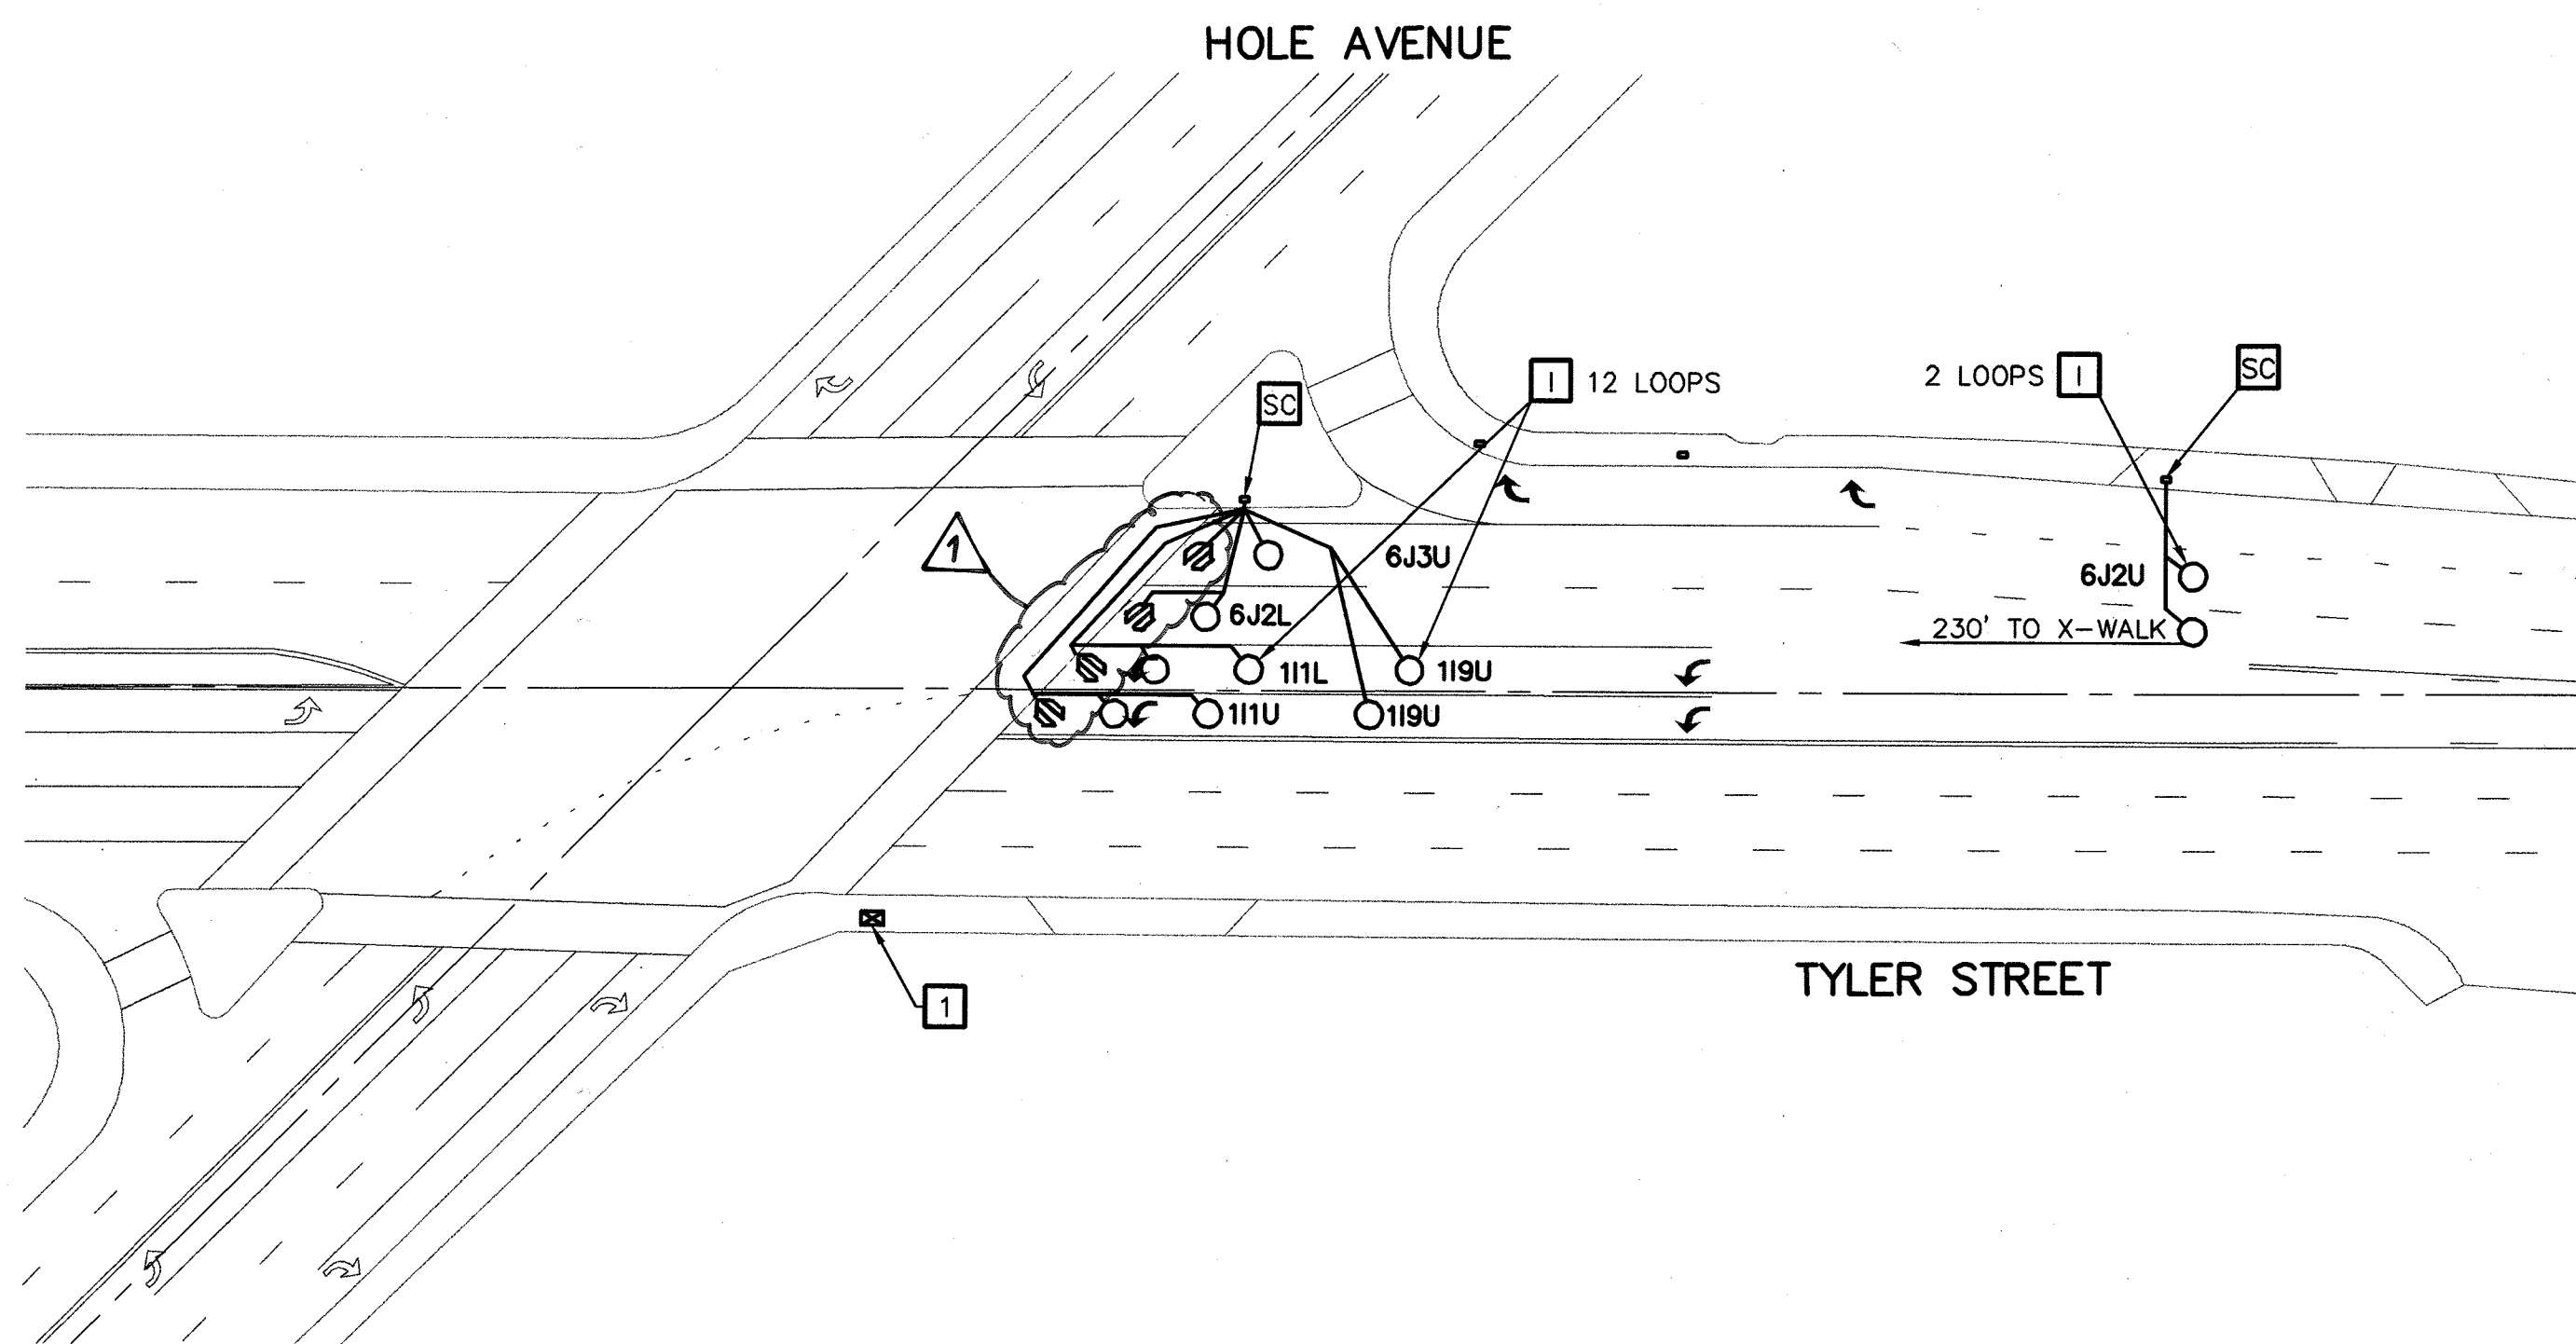 HOLE AVENUE
SC
I 12 LOOPS
2 LOOPS I
SC
1
6J3U
6J2U
6J2L
230' TO X-WALK
1I1L
1I9U
1I1U
1I9U
TYLER STREET
1